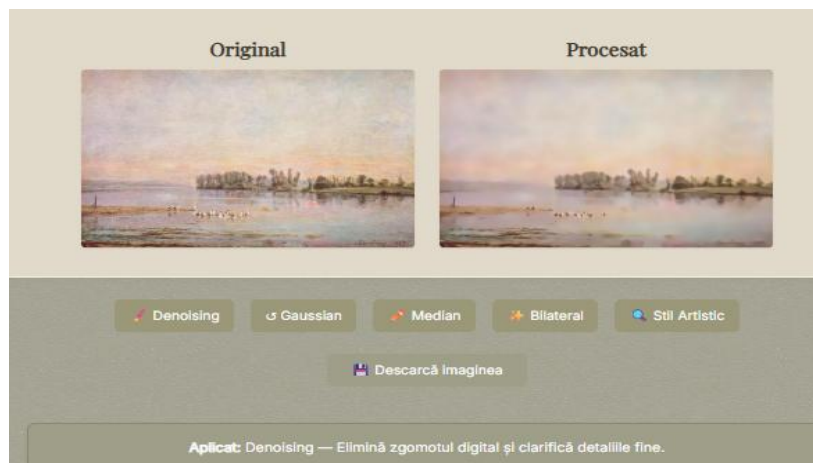 Original Procesat
Denoising ↺ Gaussian Median Bilateral Stil Artistic
Descarcă imaginea
Aplicat: Denoising — Elimină zgomotul digital și clarifică detaliile fine.